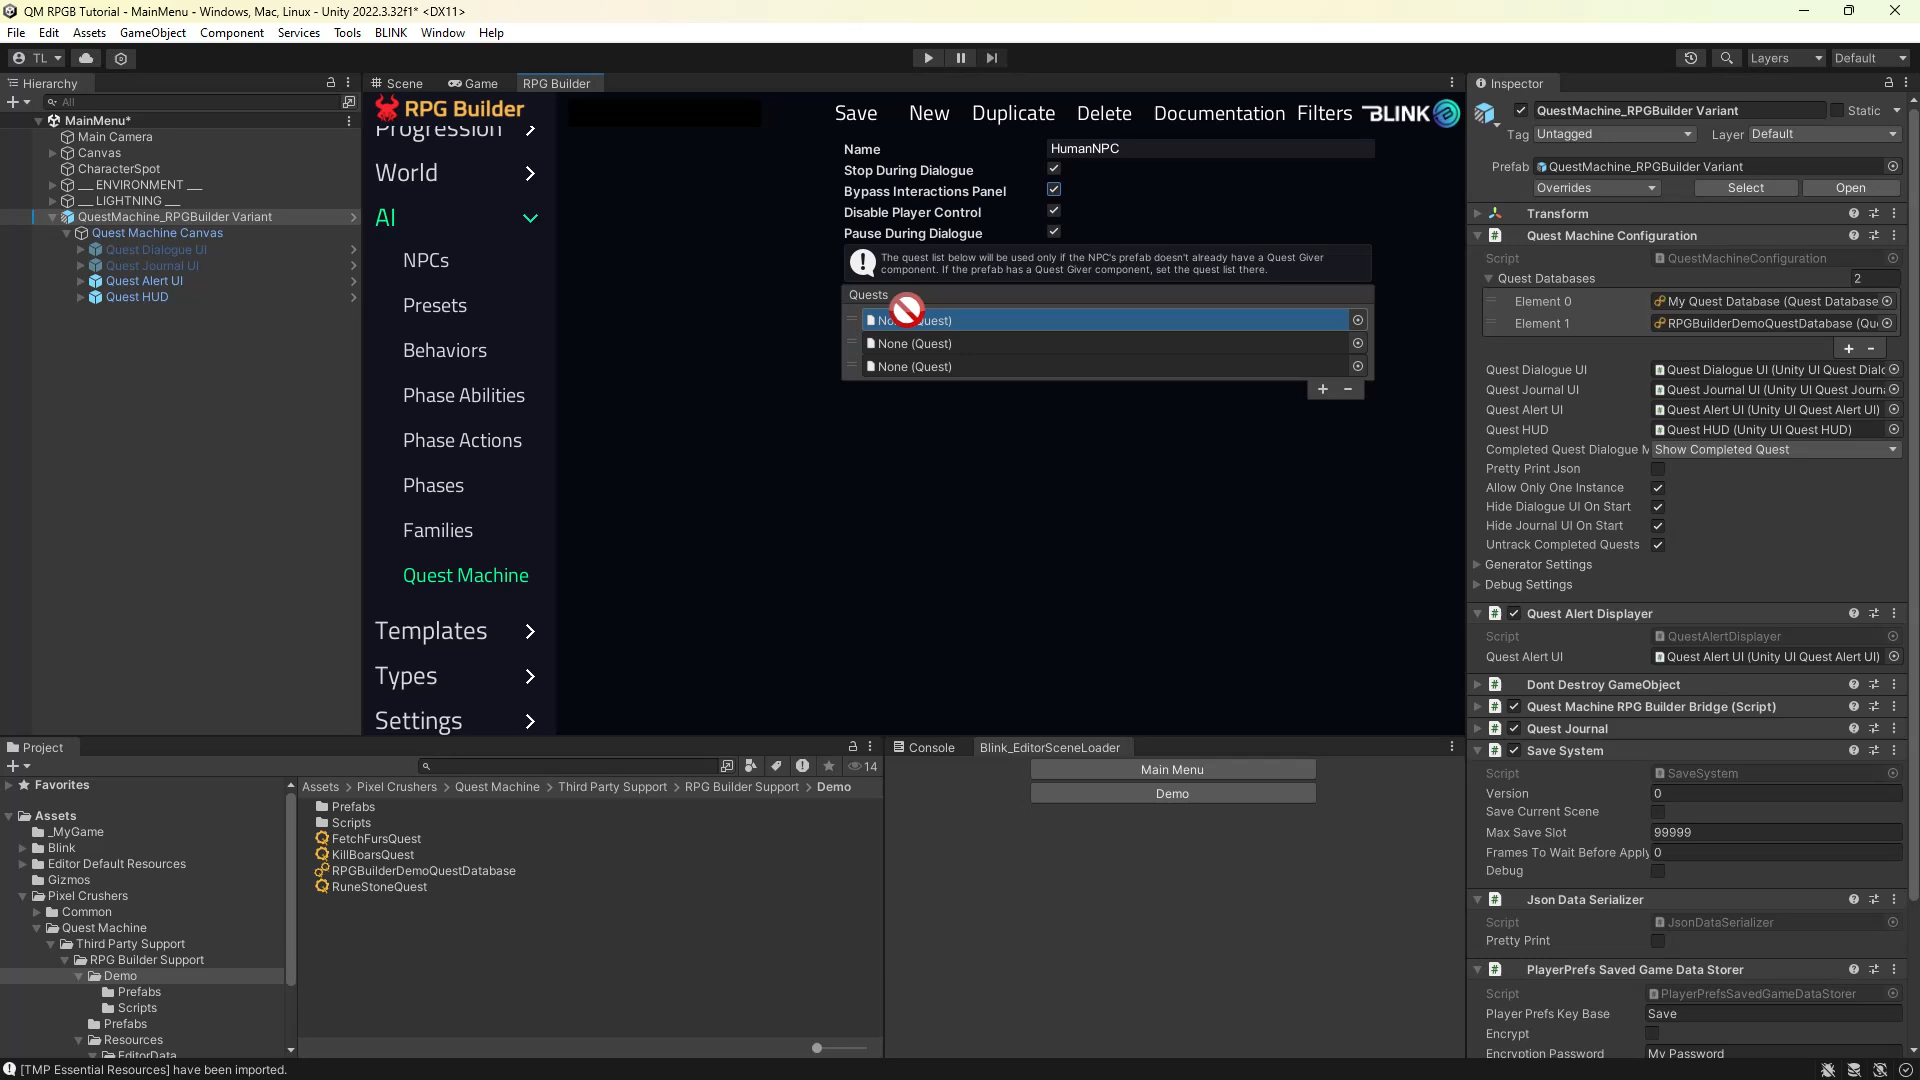 QM RPGB Tutorial - MainMenu - Windows, Mac, Linux - Unity 2022.3.32f1* <DX11>
File Edit Assets GameObject Component Services Tools BLINK Window Help
TL Layers Default
Hierarchy
All
MainMenu*
Main Camera
Canvas
CharacterSpot
___ ENVIRONMENT ___
___ LIGHTNING ___
QuestMachine_RPGBuilder Variant
Quest Machine Canvas
Quest Dialogue UI
Quest Journal UI
Quest Alert UI
Quest HUD
Scene Game RPG Builder
RPG Builder
Save New Duplicate Delete Documentation Filters BLINK
Progression
World
AI
NPCs
Presets
Behaviors
Phase Abilities
Phase Actions
Phases
Families
Quest Machine
Templates
Types
Settings
Name HumanNPC
Stop During Dialogue
Bypass Interactions Panel
Disable Player Control
Pause During Dialogue
The quest list below will be used only if the NPC's prefab doesn't already have a Quest Giver
component. If the prefab has a Quest Giver component, set the quest list there.
Quests
None (Quest)
None (Quest)
+ -
Inspector
QuestMachine_RPGBuilder Variant Static
Tag Untagged Layer Default
Prefab QuestMachine_RPGBuilder Variant
Overrides Select Open
Transform
Quest Machine Configuration
Script QuestMachineConfiguration
Quest Databases 2
Element 0 My Quest Database (Quest Database
Element 1 RPGBuilderDemoQuestDatabase (Qu
+ -
Quest Dialogue UI Quest Dialogue UI (Unity UI Quest Dialo
Quest Journal UI Quest Journal UI (Unity UI Quest Journ
Quest Alert UI Quest Alert UI (Unity UI Quest Alert UI)
Quest HUD Quest HUD (Unity UI Quest HUD)
Completed Quest Dialogue M Show Completed Quest
Pretty Print Json
Allow Only One Instance
Hide Dialogue UI On Start
Hide Journal UI On Start
Untrack Completed Quests
Generator Settings
Debug Settings
Quest Alert Displayer
Script QuestAlertDisplayer
Quest Alert UI Quest Alert UI (Unity UI Quest Alert UI)
Dont Destroy GameObject
Quest Machine RPG Builder Bridge (Script)
Quest Journal
Save System
Script SaveSystem
Version 0
Save Current Scene
Max Save Slot 99999
Frames To Wait Before Apply 0
Debug
Json Data Serializer
Script JsonDataSerializer
Pretty Print
PlayerPrefs Saved Game Data Storer
Script PlayerPrefsSavedGameDataStorer
Player Prefs Key Base Save
Encrypt
Encryption Password My Password
Project
14
Favorites
Assets
_MyGame
Blink
Editor Default Resources
Gizmos
Pixel Crushers
Common
Quest Machine
Third Party Support
RPG Builder Support
Demo
Prefabs
Scripts
Prefabs
Resources
EditorData
Assets > Pixel Crushers > Quest Machine > Third Party Support > RPG Builder Support > Demo
Prefabs
Scripts
FetchFursQuest
KillBoarsQuest
RPGBuilderDemoQuestDatabase
RuneStoneQuest
Console Blink_EditorSceneLoader
Main Menu
Demo
[TMP Essential Resources] have been imported.